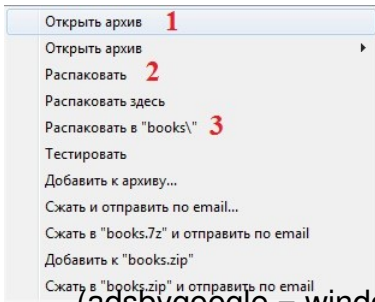 Открыть архив 1
Открыть архив
Распаковать 2
Распаковать здесь
Распаковать в "books\" 3
Тестировать
Добавить к архиву...
Сжать и отправить по email...
Сжать в "books.7z" и отправить по email
Добавить к "books.zip"
Сжать в "books.zip" и отправить по email
(adsbygoogle =